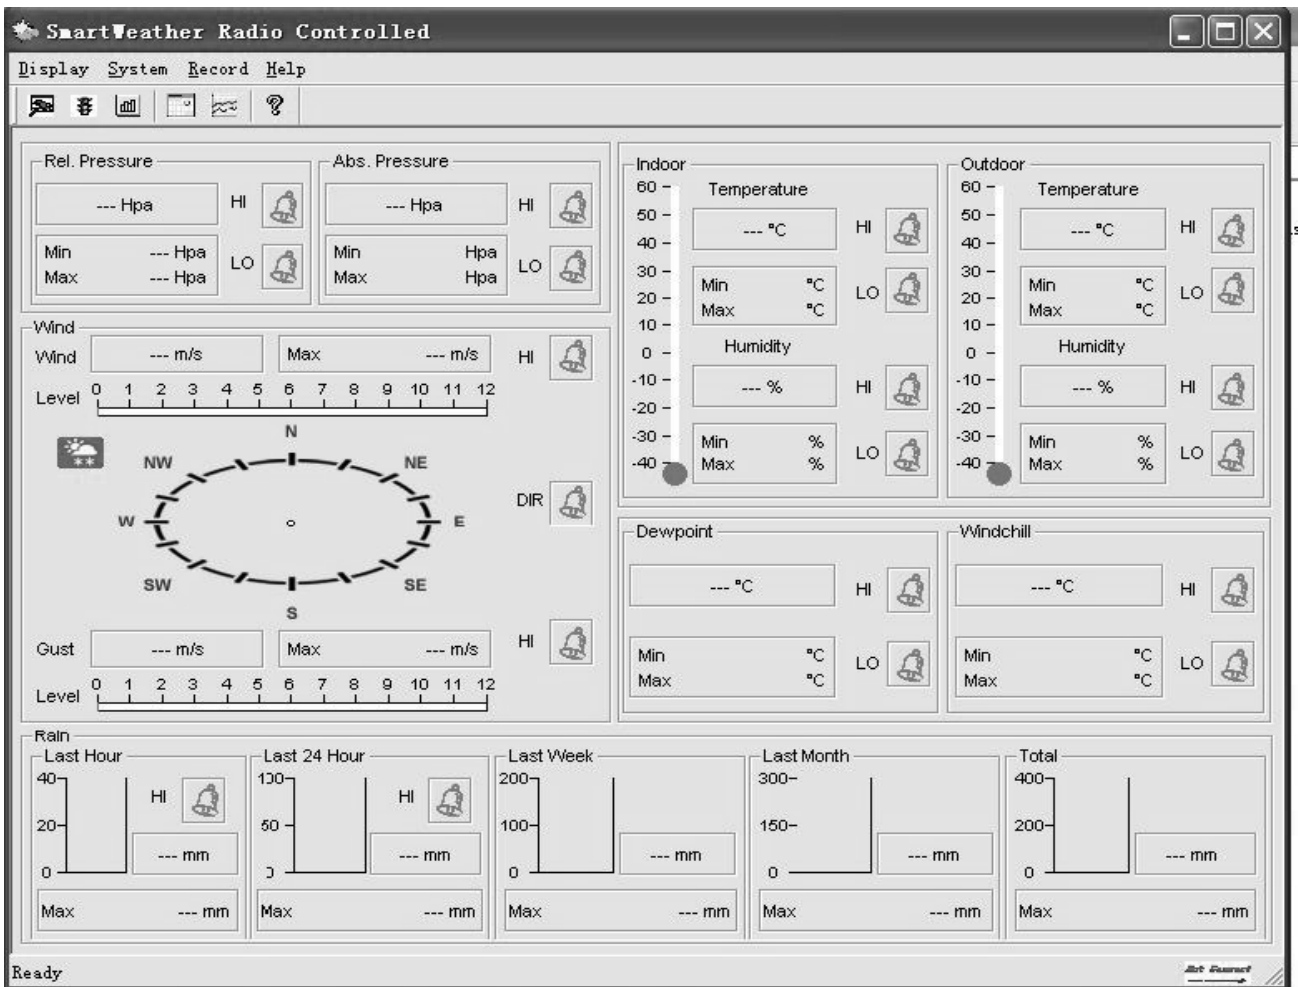 SmartWeather Radio Controlled
Display System Record Help
Rel. Pressure
--- Hpa
HI
Min --- Hpa
Max --- Hpa
LO
Abs. Pressure
--- Hpa
HI
Min Hpa
Max Hpa
LO
Indoor
60
50
40
30
20
10
0
-10
-20
-30
-40
Temperature
--- °C
HI
Min °C
Max °C
LO
Humidity
--- %
HI
Min %
Max %
LO
Outdoor
60
50
40
30
20
10
0
-10
-20
-30
-40
Temperature
--- °C
HI
Min °C
Max °C
LO
Humidity
--- %
HI
Min %
Max %
LO
Wind
Wind --- m/s Max --- m/s HI
Level 0 1 2 3 4 5 6 7 8 9 10 11 12
N
NW NE
W E
DIR
SW SE
S
Gust --- m/s Max --- m/s HI
Level 0 1 2 3 4 5 6 7 8 9 10 11 12
Dewpoint
--- °C
HI
Min °C
Max °C
LO
Windchill
--- °C
HI
Min °C
Max °C
LO
Rain
Last Hour
40
20
0
HI
--- mm
Max --- mm
Last 24 Hour
50
HI
--- mm
Max --- mm
Last Week
200
100
0
--- mm
Max --- mm
Last Month
300
150
0
--- mm
Max --- mm
Total
400
200
0
--- mm
Max --- mm
Ready